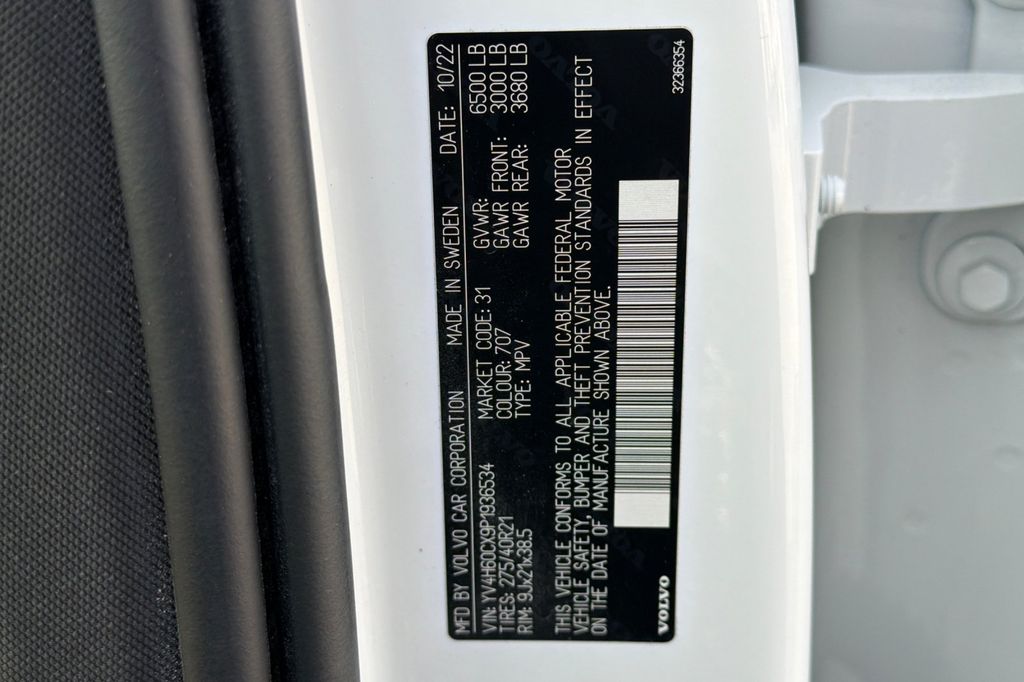 MFD BY VOLVO CAR CORPORATION MADE IN SWEDEN DATE: 10/22
VIN: YV4H60CX9P1936534 MARKET CODE: 31 GVWR: 6500 LB
TIRES: 275/40R21 COLOUR: 707 GAWR FRONT: 3000 LB
RIM: 9Jx21x38.5 TYPE: MPV GAWR REAR: 3680 LB
THIS VEHICLE CONFORMS TO ALL APPLICABLE FEDERAL MOTOR
VEHICLE SAFETY, BUMPER AND THEFT PREVENTION STANDARDS IN EFFECT
ON THE DATE OF MANUFACTURE SHOWN ABOVE.
VOLVO
32366354